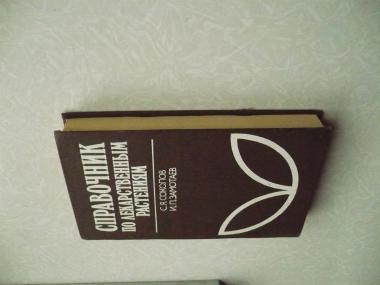 СПРАВОЧНИК
ПО ЛЕКАРСТВЕННЫМ
РАСТЕНИЯМ
С.Я.СОКОЛОВ
И.П.ЗАМОТАЕВ